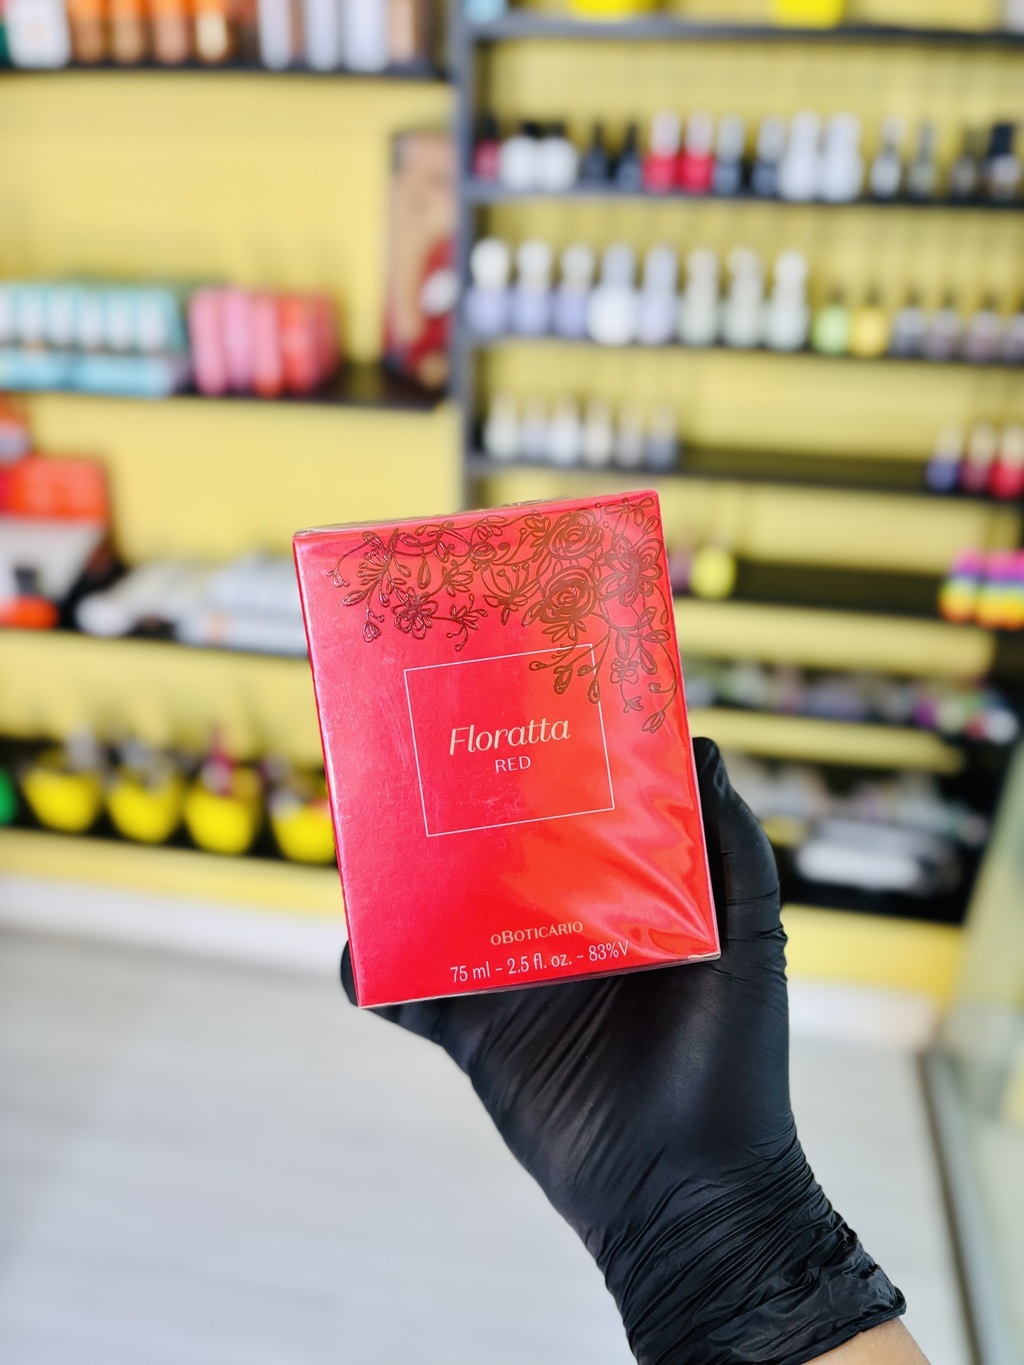 Floratta
RED
oBOTICÁRIO
75 ml - 2.5 fl. oz. - 83%V